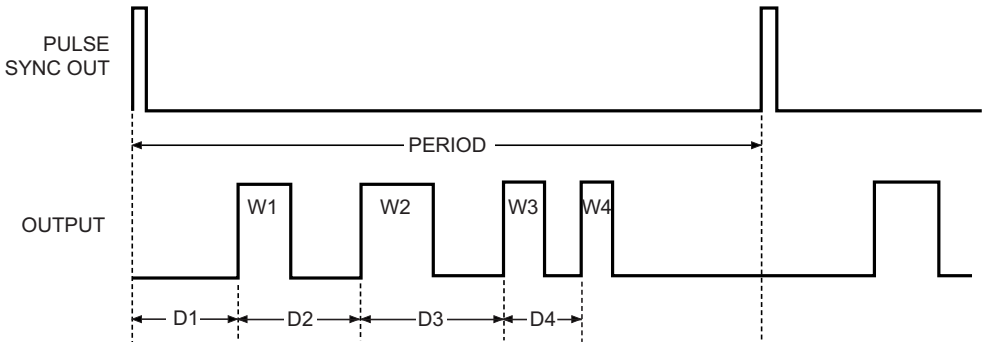 PULSE
SYNC OUT
PERIOD
W1
W2
W3
W4
OUTPUT
D1
D2
D3
D4